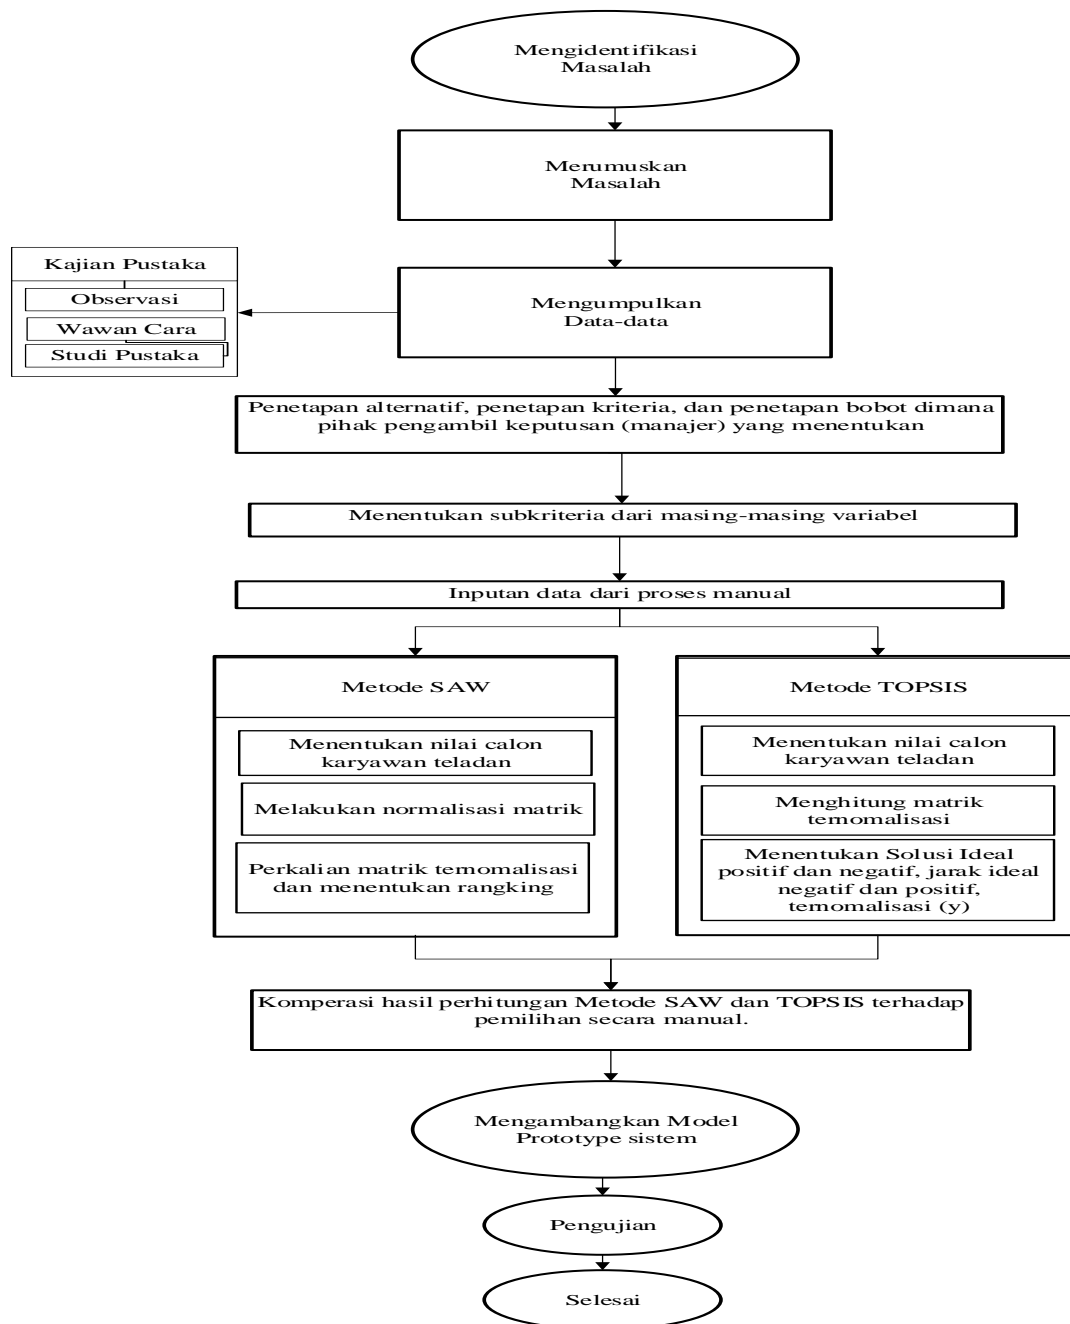 Mengidentifikasi
Masalah
Merumuskan
Masalah
Kajian Pustaka
Observasi
Wawan Cara
Studi Pustaka
Mengumpulkan
Data-data
Penetapan alternatif, penetapan kriteria, dan penetapan bobot dimana
pihak pengambil keputusan (manajer) yang menentukan
Menentukan subkriteria dari masing-masing variabel
Inputan data dari proses manual
Metode SAW
Menentukan nilai calon
karyawan teladan
Melakukan normalisasi matrik
Perkalian matrik ternomalisasi
dan menentukan rangking
Metode TOPSIS
Menentukan nilai calon
karyawan teladan
Menghitung matrik
ternomalisasi
Menentukan Solusi Ideal
positif dan negatif, jarak ideal
negatif dan positif,
ternomalisasi (y)
Komperasi hasil perhitungan Metode SAW dan TOPSIS terhadap
pemilihan secara manual.
Mengambangkan Model
Prototype sistem
Pengujian
Selesai